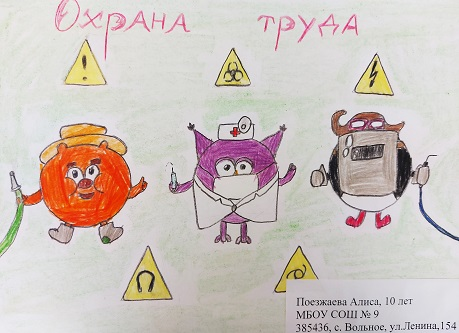 Охрана труда
Поезжаева Алиса, 10 лет
МБОУ СОШ № 9
385436, с. Вольное, ул.Ленина,154